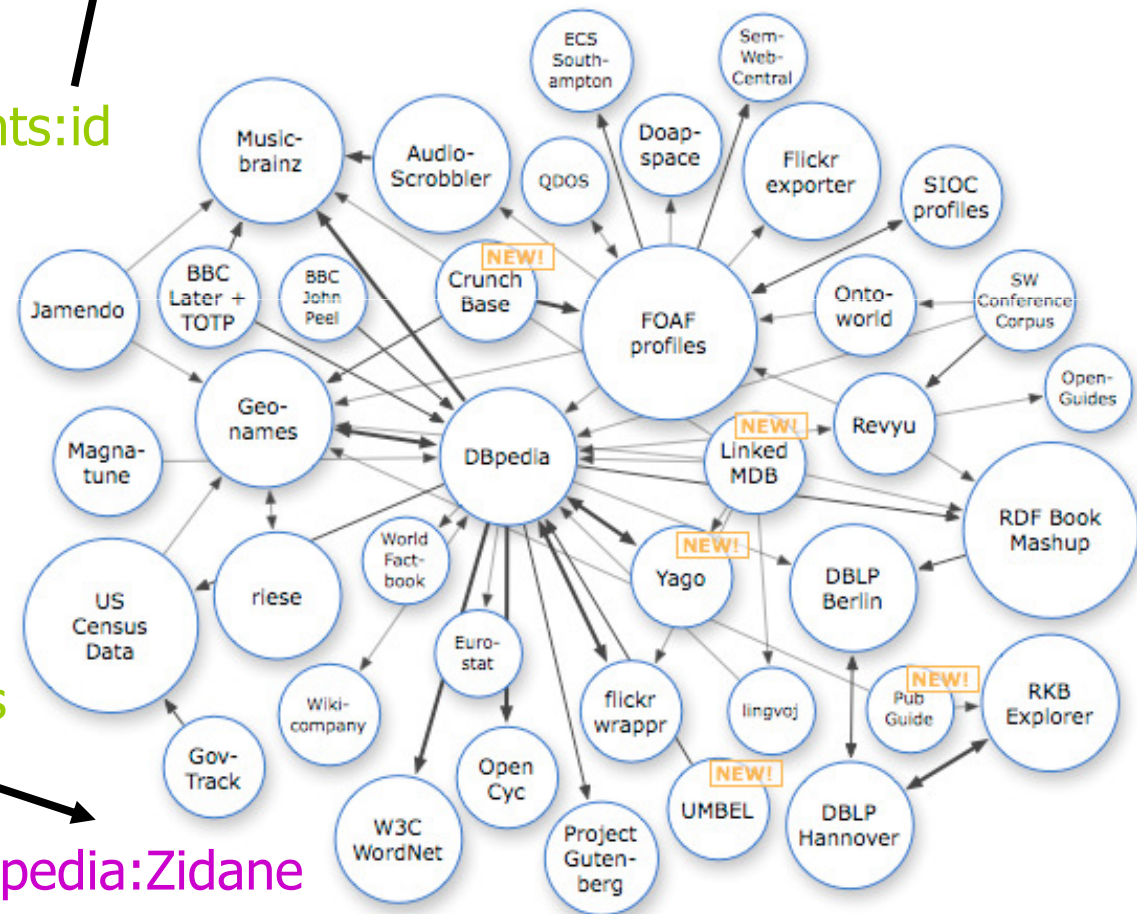 ECS
South-
ampton
Sem-
Web-
Central
nts:id
Music-
brainz
Audio-
Scrobbler
QDOS
Doap-
space
Flickr
exporter
SIOC
profiles
NEW!
Jamendo
BBC
Later +
TOTP
BBC
John
Peel
Crunch
Base
FOAF
profiles
Onto-
world
SW
Conference
Corpus
Open-
Guides
Geo-
names
Magna-
tune
DBpedia
NEW!
Linked
MDB
Revyu
RDF Book
Mashup
US
Census
Data
riese
World
Fact-
book
NEW!
Yago
DBLP
Berlin
Euro-
stat
s
Wiki-
company
flickr
wrappr
lingvoj
NEW!
Pub
Guide
RKB
Explorer
Gov-
Track
W3C
WordNet
Open
Cyc
Project
Guten-
berg
NEW!
UMBEL
DBLP
Hannover
pedia:Zidane